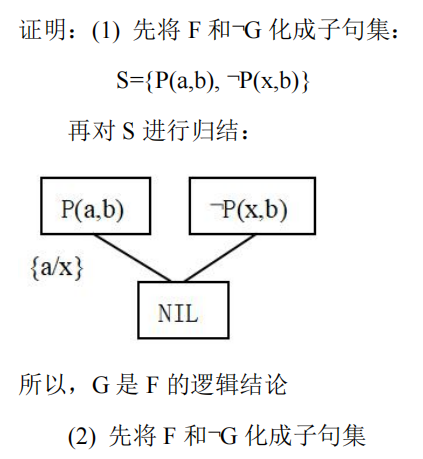 证明：(1) 先将 F 和¬G 化成子句集：
S={P(a,b), ¬P(x,b)}
再对 S 进行归结：
P(a,b)
¬P(x,b)
{a/x}
NIL
所以，G 是 F 的逻辑结论
(2) 先将 F 和¬G 化成子句集